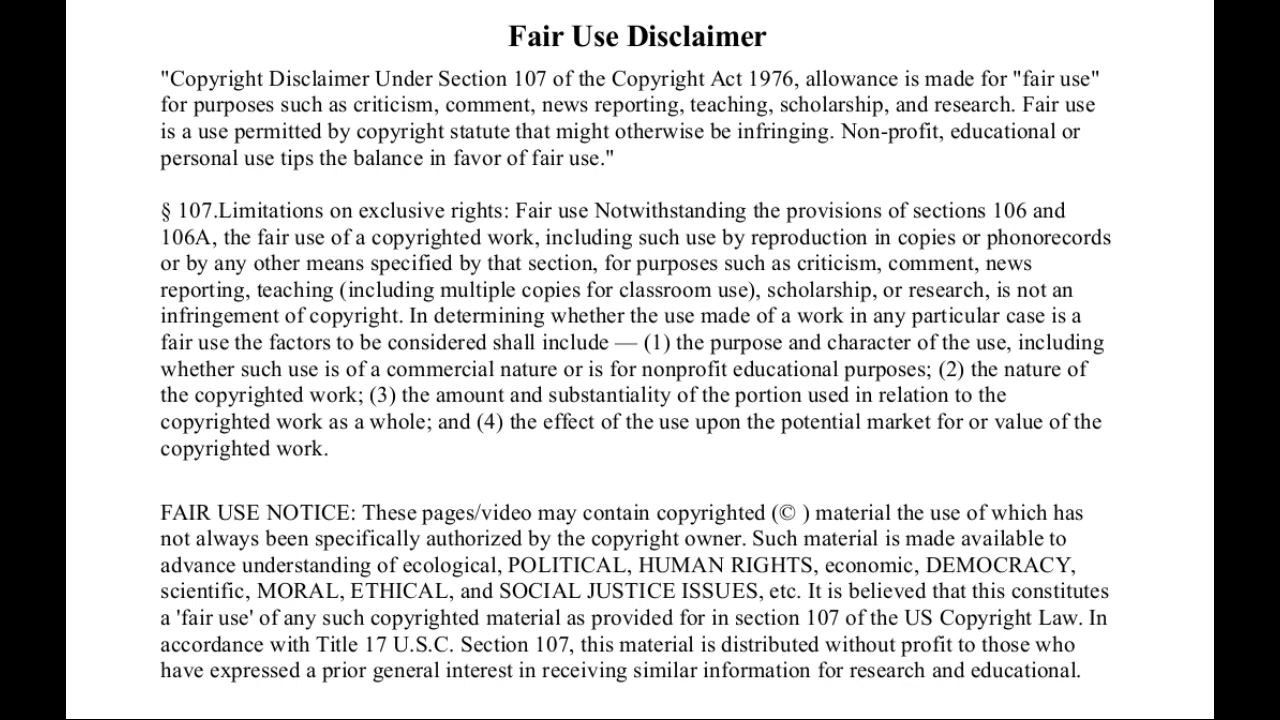 Fair Use Disclaimer
"Copyright Disclaimer Under Section 107 of the Copyright Act 1976, allowance is made for "fair use"
for purposes such as criticism, comment, news reporting, teaching, scholarship, and research. Fair use
is a use permitted by copyright statute that might otherwise be infringing. Non-profit, educational or
personal use tips the balance in favor of fair use."
§ 107.Limitations on exclusive rights: Fair use Notwithstanding the provisions of sections 106 and
106A, the fair use of a copyrighted work, including such use by reproduction in copies or phonorecords
or by any other means specified by that section, for purposes such as criticism, comment, news
reporting, teaching (including multiple copies for classroom use), scholarship, or research, is not an
infringement of copyright. In determining whether the use made of a work in any particular case is a
fair use the factors to be considered shall include — (1) the purpose and character of the use, including
whether such use is of a commercial nature or is for nonprofit educational purposes; (2) the nature of
the copyrighted work; (3) the amount and substantiality of the portion used in relation to the
copyrighted work as a whole; and (4) the effect of the use upon the potential market for or value of the
copyrighted work.
FAIR USE NOTICE: These pages/video may contain copyrighted (© ) material the use of which has
not always been specifically authorized by the copyright owner. Such material is made available to
advance understanding of ecological, POLITICAL, HUMAN RIGHTS, economic, DEMOCRACY,
scientific, MORAL, ETHICAL, and SOCIAL JUSTICE ISSUES, etc. It is believed that this constitutes
a 'fair use' of any such copyrighted material as provided for in section 107 of the US Copyright Law. In
accordance with Title 17 U.S.C. Section 107, this material is distributed without profit to those who
have expressed a prior general interest in receiving similar information for research and educational.